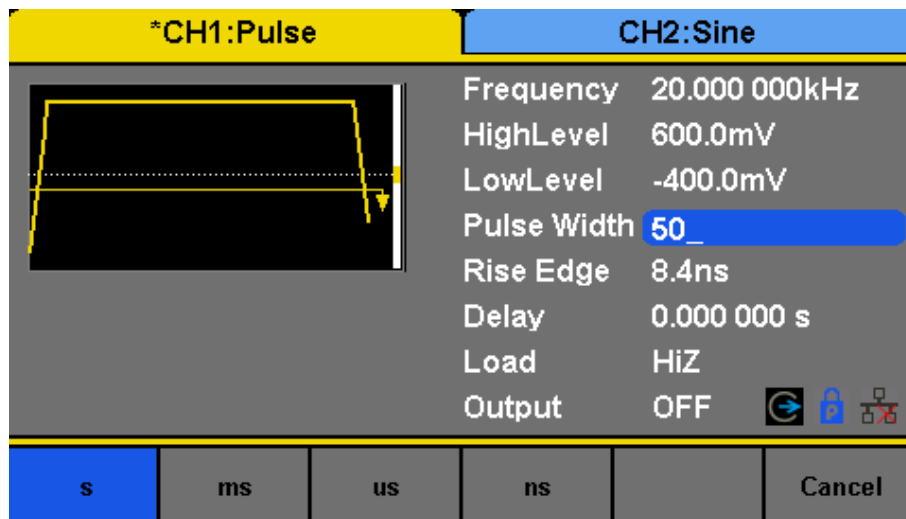 *CH1:Pulse
CH2:Sine
Frequency 20.000 000kHz
HighLevel 600.0mV
LowLevel -400.0mV
Pulse Width 50_
Rise Edge 8.4ns
Delay 0.000 000 s
Load HiZ
Output OFF P
s ms us ns Cancel